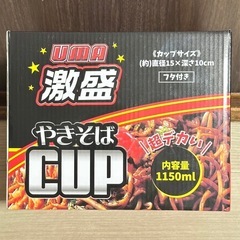 UMA
激盛
《カップサイズ》
(約)直径15×深さ10cm
フタ付き
やきそば
CUP
超デカい!
内容量
1150ml